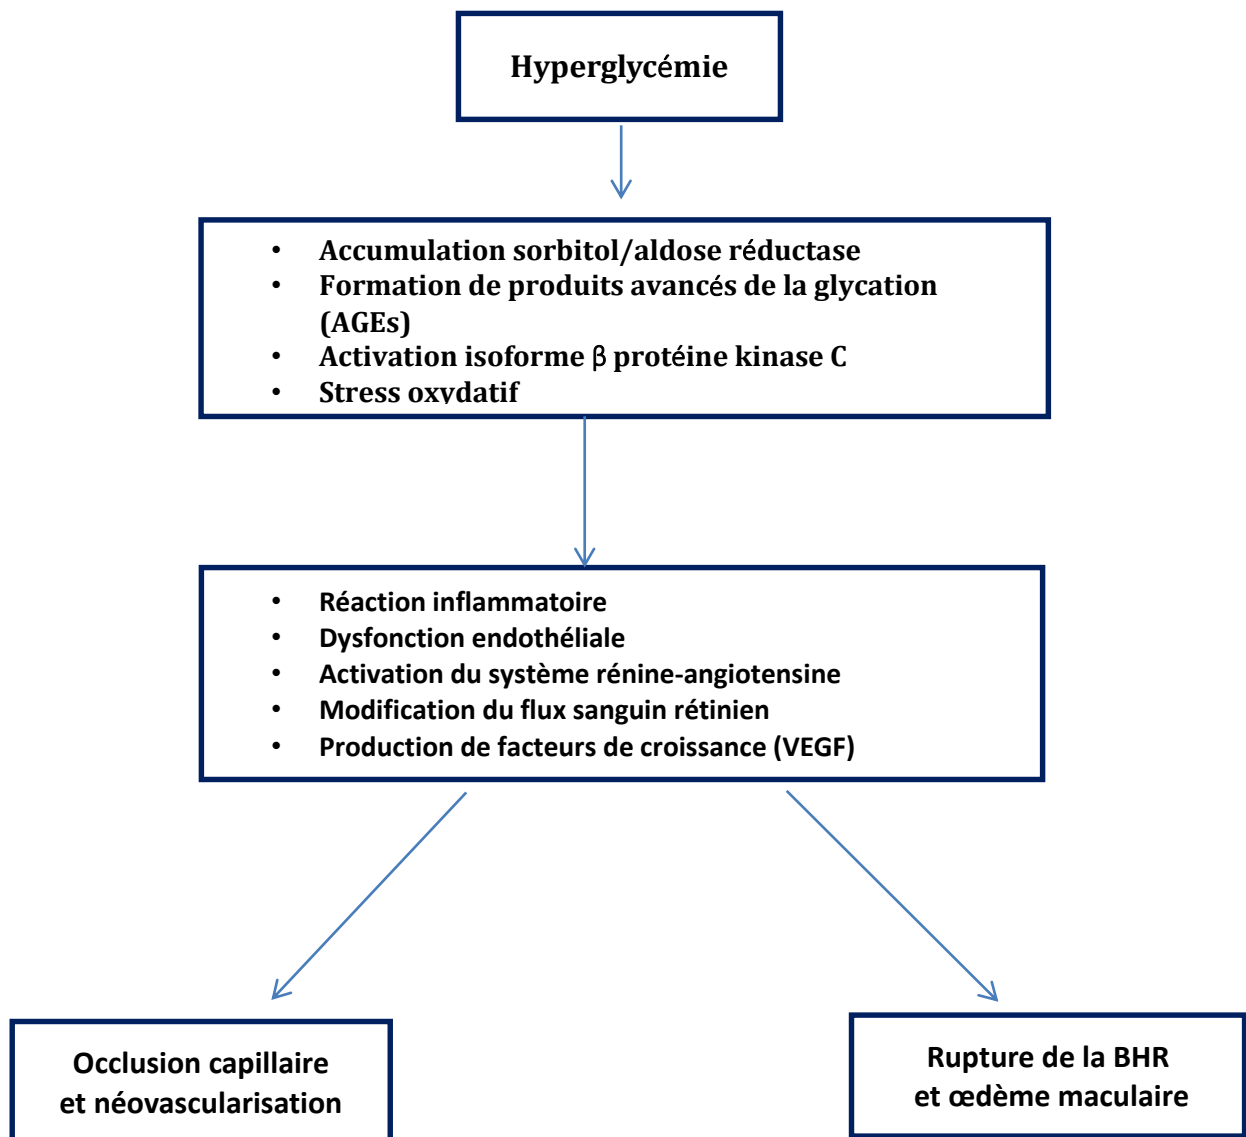 Hyperglycémie
• Accumulation sorbitol/aldose réductase
• Formation de produits avancés de la glycation
(AGEs)
• Activation isoforme β protéine kinase C
• Stress oxydatif
• Réaction inflammatoire
• Dysfonction endothéliale
• Activation du système rénine-angiotensine
• Modification du flux sanguin rétinien
• Production de facteurs de croissance (VEGF)
Occlusion capillaire
et néovascularisation
Rupture de la BHR
et œdème maculaire